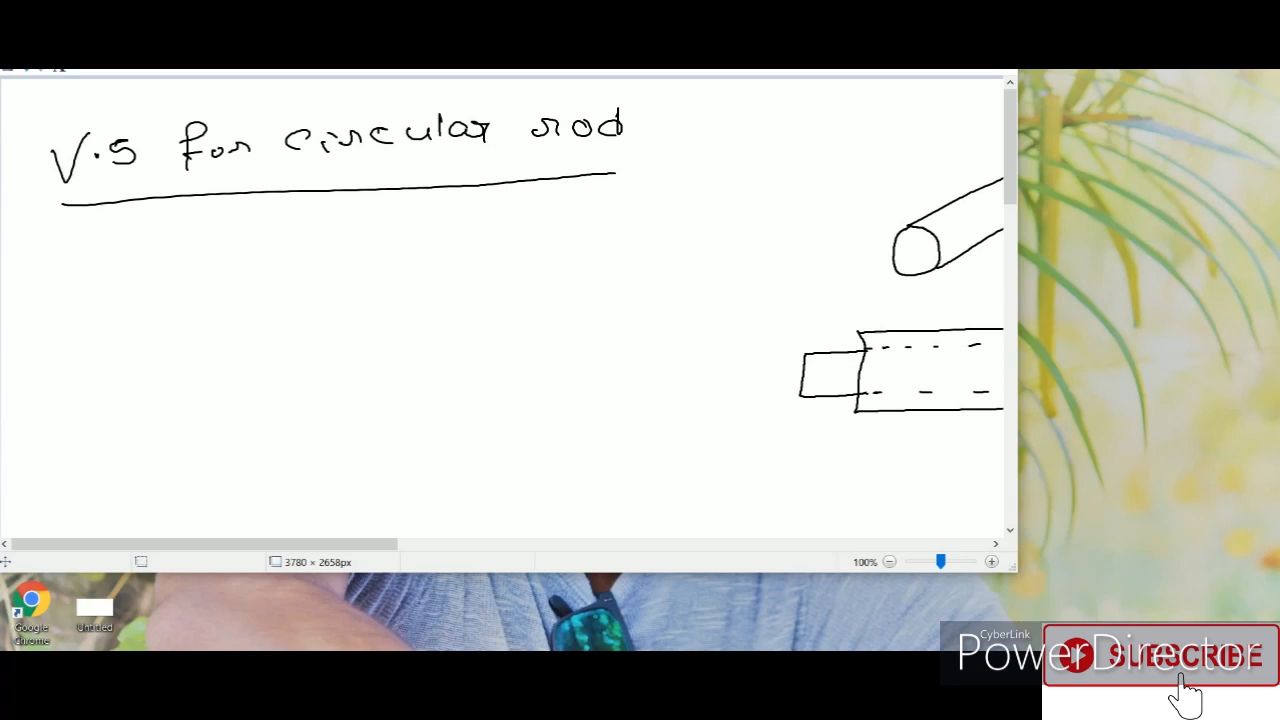 V.S for circular rod
3780 × 2658px
100%
Google
Chrome
Untitled
CyberLink
PowerDirector
SUBSCRIBE